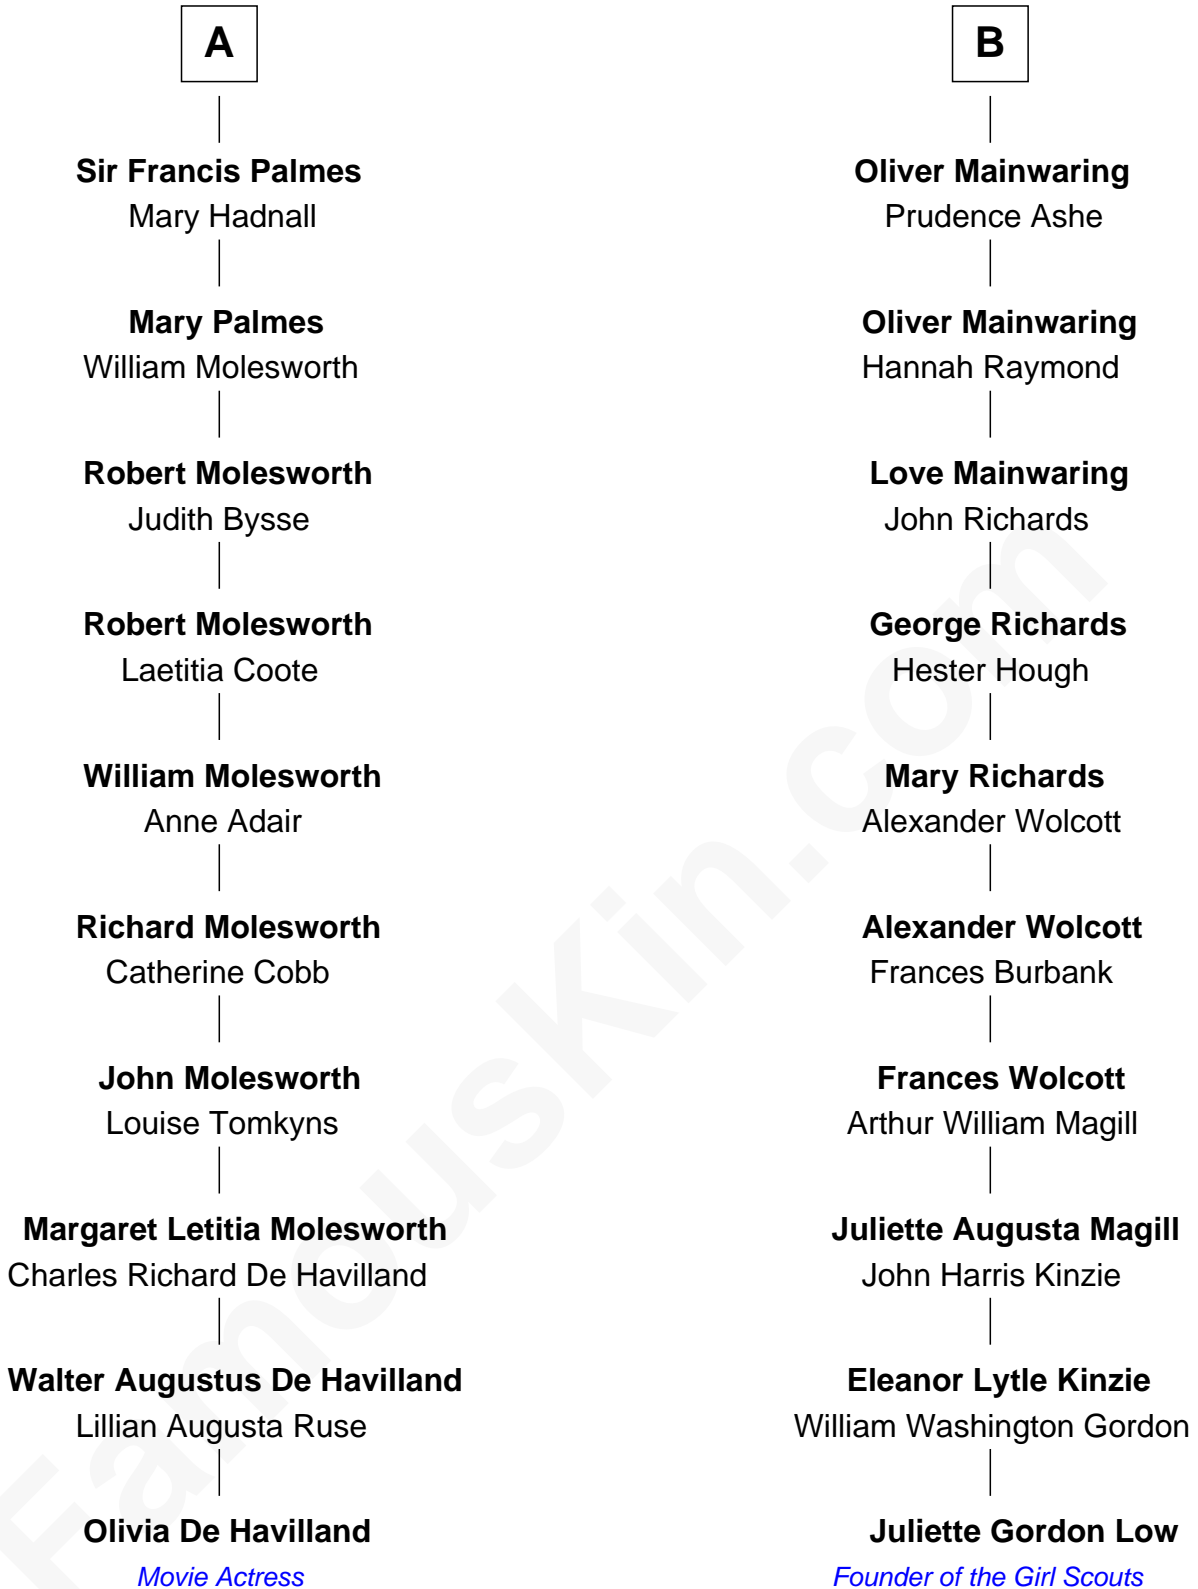 A
Sir Francis Palmes
Mary Hadnall
Mary Palmes
William Molesworth
Robert Molesworth
Judith Bysse
Robert Molesworth
Laetitia Coote
William Molesworth
Anne Adair
Richard Molesworth
Catherine Cobb
John Molesworth
Louise Tomkyns
Margaret Letitia Molesworth
Charles Richard De Havilland
Walter Augustus De Havilland
Lillian Augusta Ruse
Olivia De Havilland
Movie Actress
B
Oliver Mainwaring
Prudence Ashe
Oliver Mainwaring
Hannah Raymond
Love Mainwaring
John Richards
George Richards
Hester Hough
Mary Richards
Alexander Wolcott
Alexander Wolcott
Frances Burbank
Frances Wolcott
Arthur William Magill
Juliette Augusta Magill
John Harris Kinzie
Eleanor Lytle Kinzie
William Washington Gordon
Juliette Gordon Low
Founder of the Girl Scouts
FamousKin.com